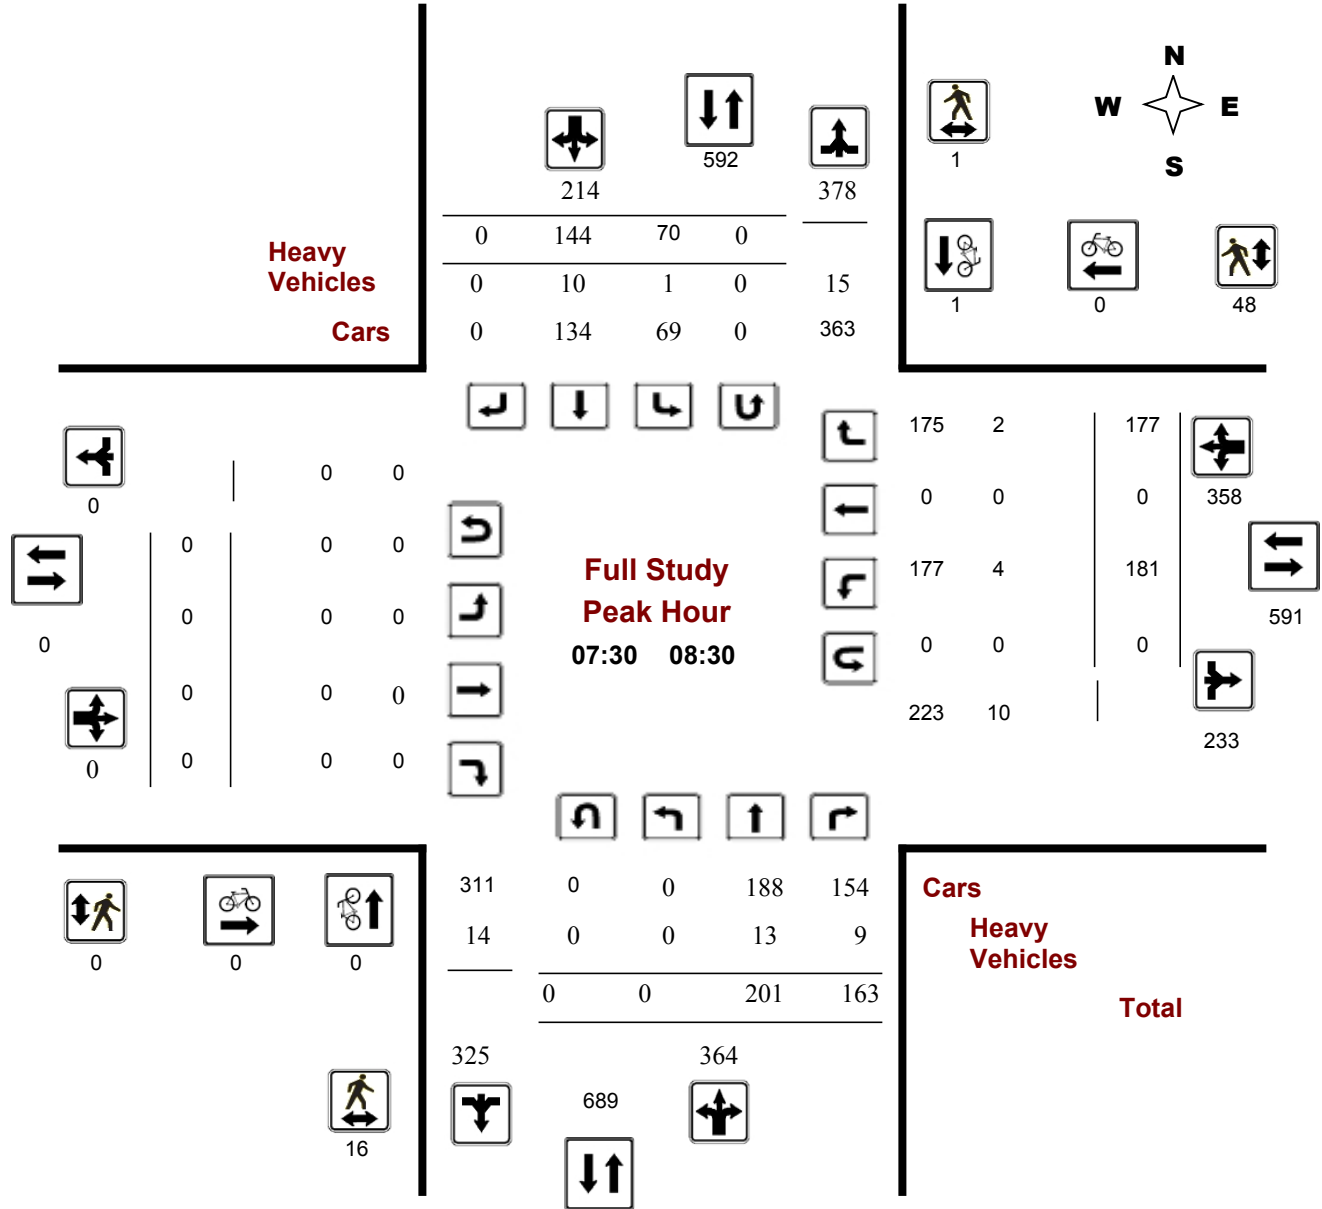 N
W E
S
592
214 378 1
0 144 70 0
Heavy
Vehicles 0 10 1 0 15
1 0 48
Cars 0 134 69 0 363
175 2 177
0 0
0 0 0 0 358
0 0 0
177 4 181
Full Study
Peak Hour
07:30 08:30
0 0 0 591
0 0 0 0
0 0 0
223 10 233
0 0 0 0
311 0 0 188 154 Cars
14 0 0 13 9 Heavy
Vehicles
0 0 0
0 0 201 163 Total
325 364
689
16